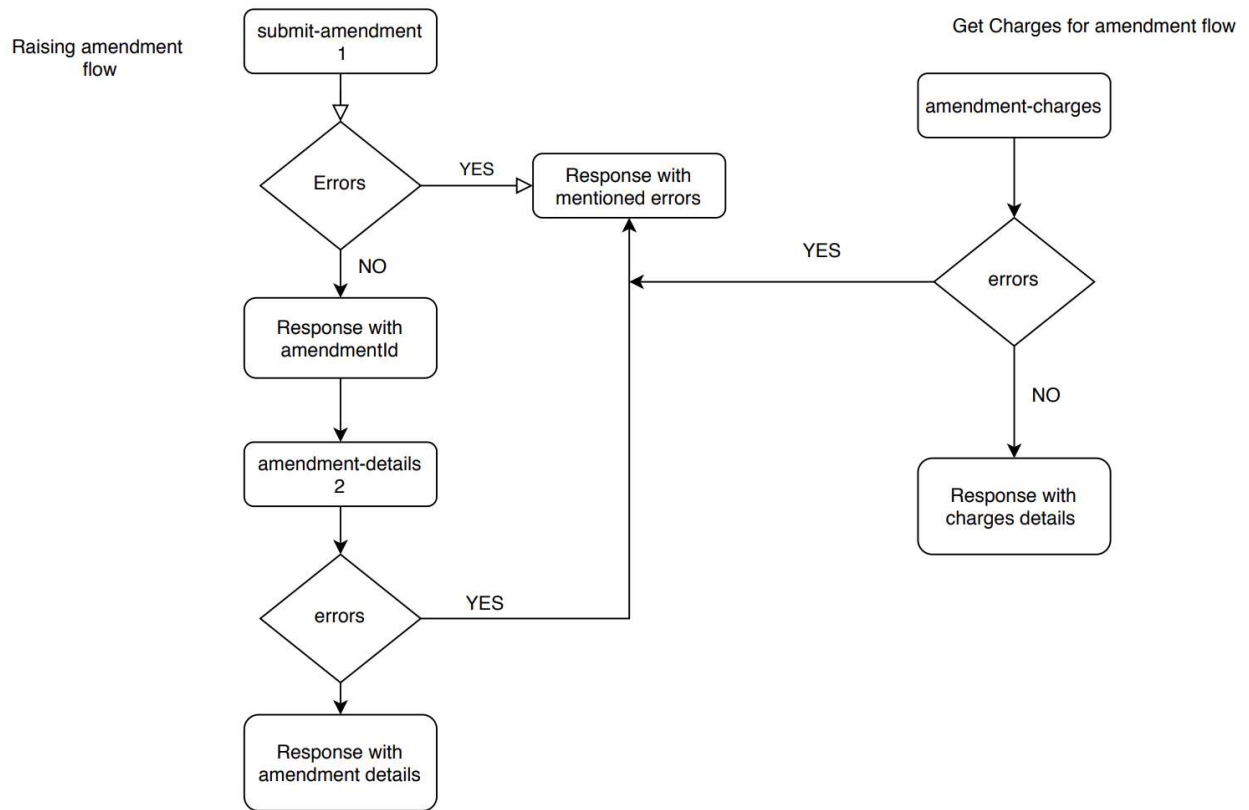 Raising amendment
flow
submit-amendment
1
Errors
YES
Response with
mentioned errors
NO
Response with
amendmentId
amendment-details
2
errors
YES
Response with
amendment details
Get Charges for amendment flow
amendment-charges
errors
YES
NO
Response with
charges details